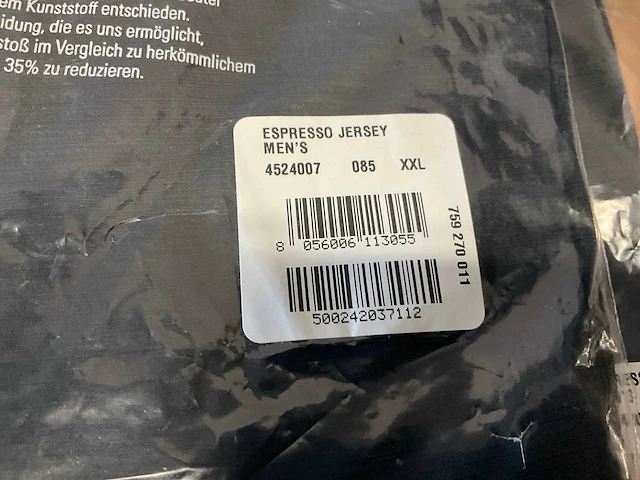 em Kunststoff entschieden.
idung, die es uns ermöglicht,
stoß im Vergleich zu herkömmlichem
35% zu reduzieren.
ESPRESSO JERSEY
MEN'S
4524007 085 XXL
8 056006 113055
500242037112
759 270 011